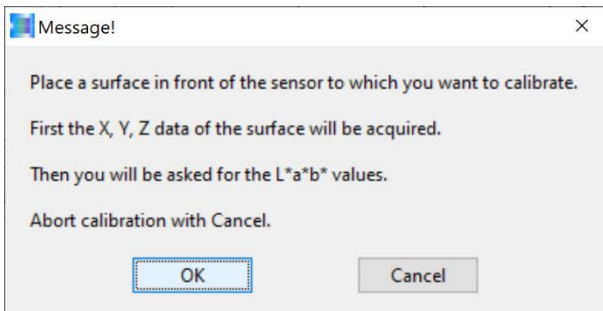 Message!
Place a surface in front of the sensor to which you want to calibrate.
First the X, Y, Z data of the surface will be acquired.
Then you will be asked for the L*a*b* values.
Abort calibration with Cancel.
OK Cancel